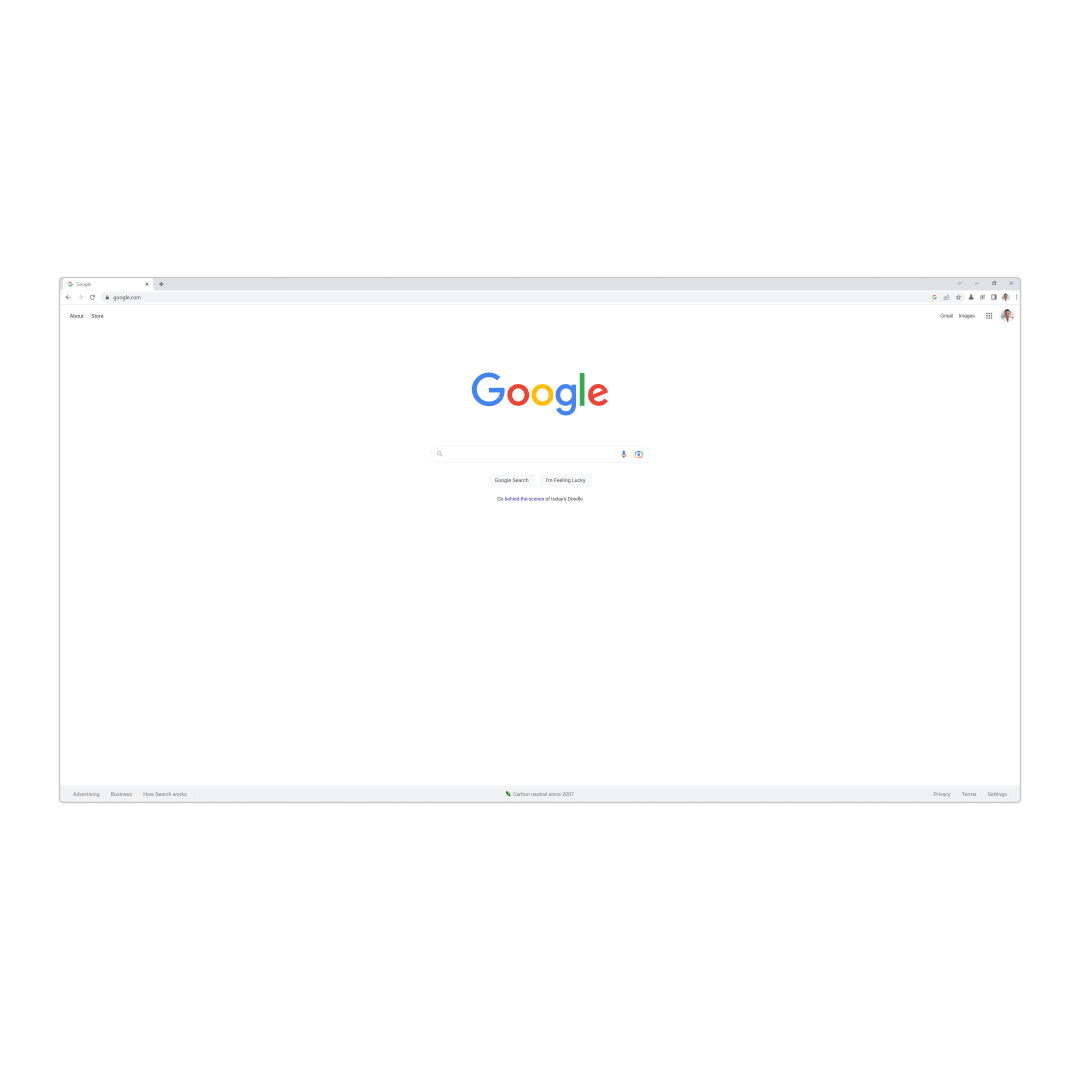 Google
google.com
About Store
Gmail Images
Google
Google Search I'm Feeling Lucky
Go behind the scenes of today's Doodle
Advertising Business How Search works
Carbon neutral since 2007
Privacy Terms Settings